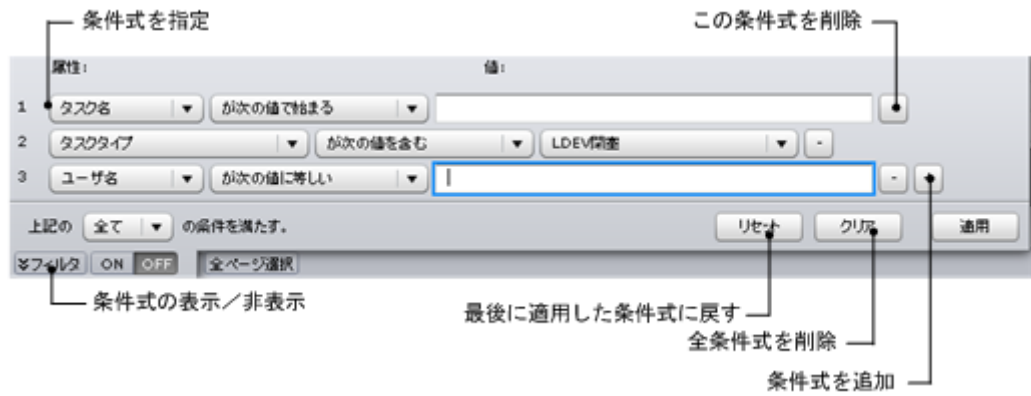 条件式を指定
この条件式を削除
属性: 値:
1 タスク名 が次の値で始まる
2 タスクタイプ が次の値を含む LDEV閉塞 -
3 ユーザ名 が次の値に等しい - +
上記の 全て の条件を満たす。 リセット クリア 適用
フィルタ ON OFF 全ページ選択
条件式の表示/非表示
最後に適用した条件式に戻す
全条件式を削除
条件式を追加